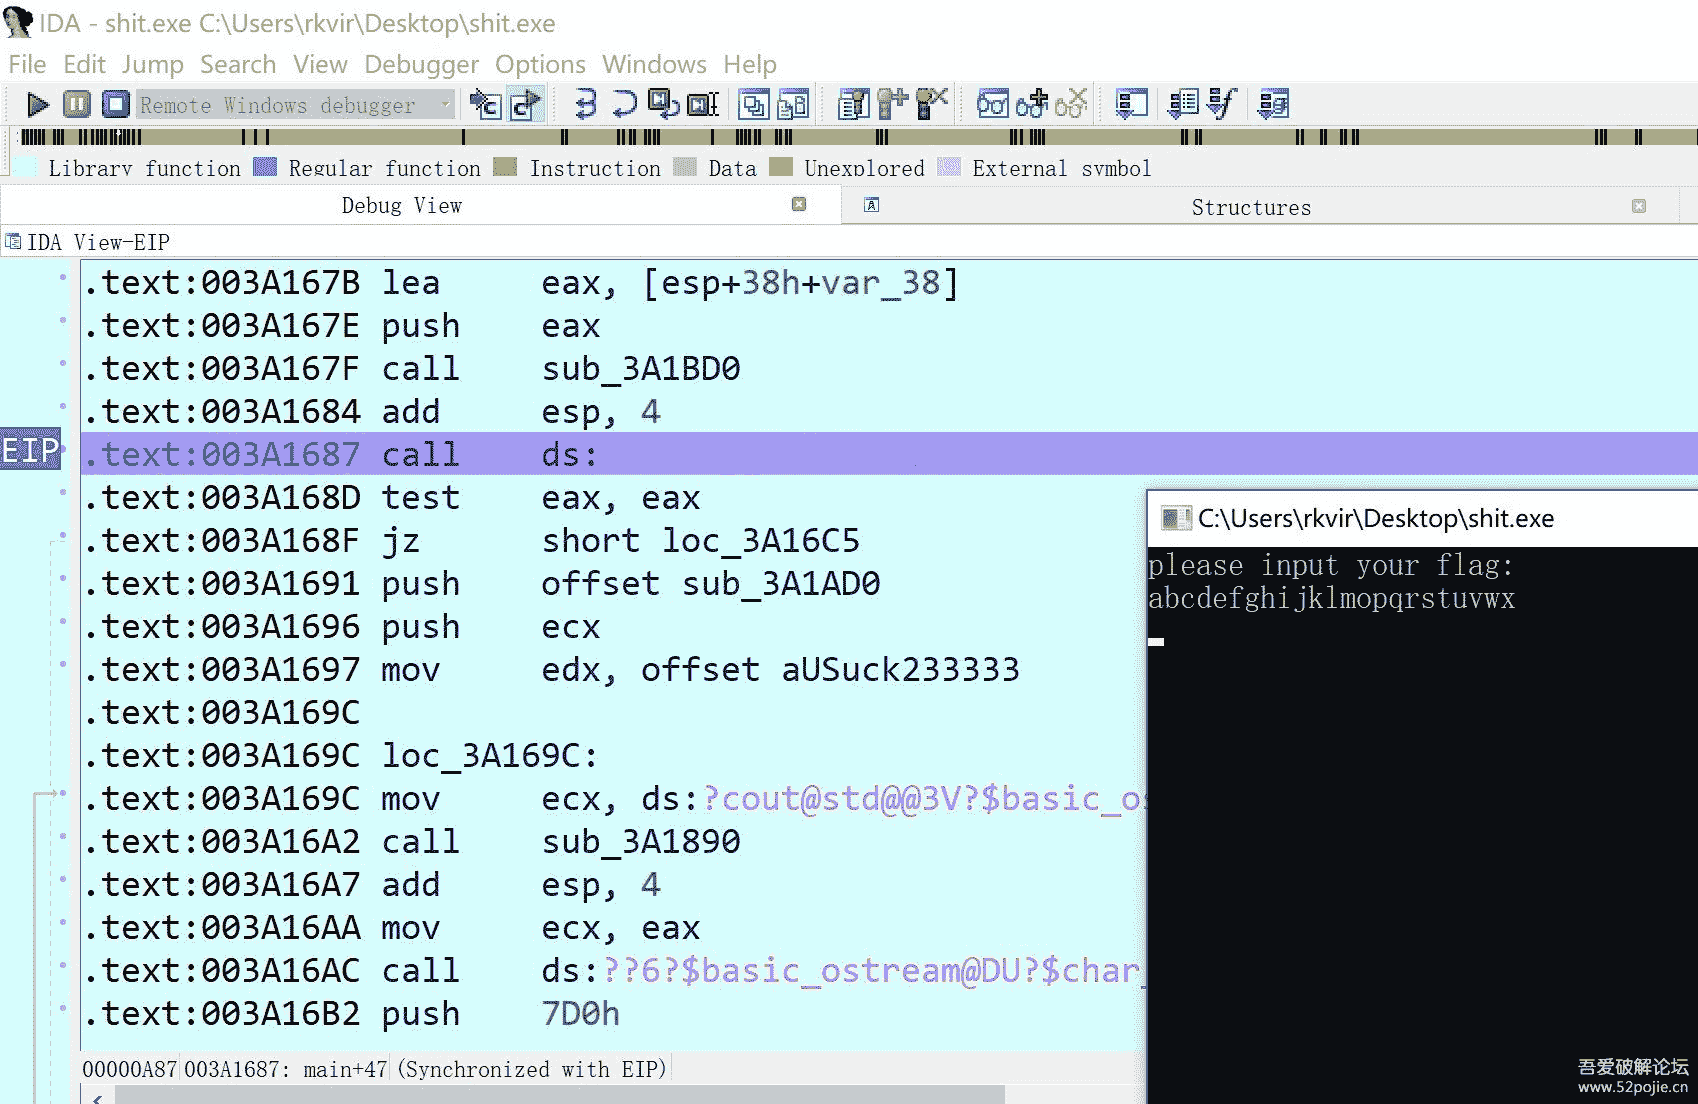 IDA - shit.exe C:\Users\rkvir\Desktop\shit.exe
File Edit Jump Search View Debugger Options Windows Help
Remote Windows debugger
Library function Regular function Instruction Data Unexplored External symbol
Debug View Structures
IDA View-EIP
.text:003A167B lea eax, [esp+38h+var_38]
.text:003A167E push eax
.text:003A167F call sub_3A1BD0
.text:003A1684 add esp, 4
EIP .text:003A1687 call ds:
.text:003A168D test eax, eax
.text:003A168F jz short loc_3A16C5
.text:003A1691 push offset sub_3A1AD0
.text:003A1696 push ecx
.text:003A1697 mov edx, offset aUSuck233333
.text:003A169C
.text:003A169C loc_3A169C:
.text:003A169C mov ecx, ds:?cout@std@@3V?$basic_os
.text:003A16A2 call sub_3A1890
.text:003A16A7 add esp, 4
.text:003A16AA mov ecx, eax
.text:003A16AC call ds:??6?$basic_ostream@DU?$char_
.text:003A16B2 push 7D0h
00000A87 003A1687: main+47 (Synchronized with EIP)
C:\Users\rkvir\Desktop\shit.exe
please input your flag:
abcdefghijklmopqrstuvwx
吾爱破解论坛
www.52pojie.cn